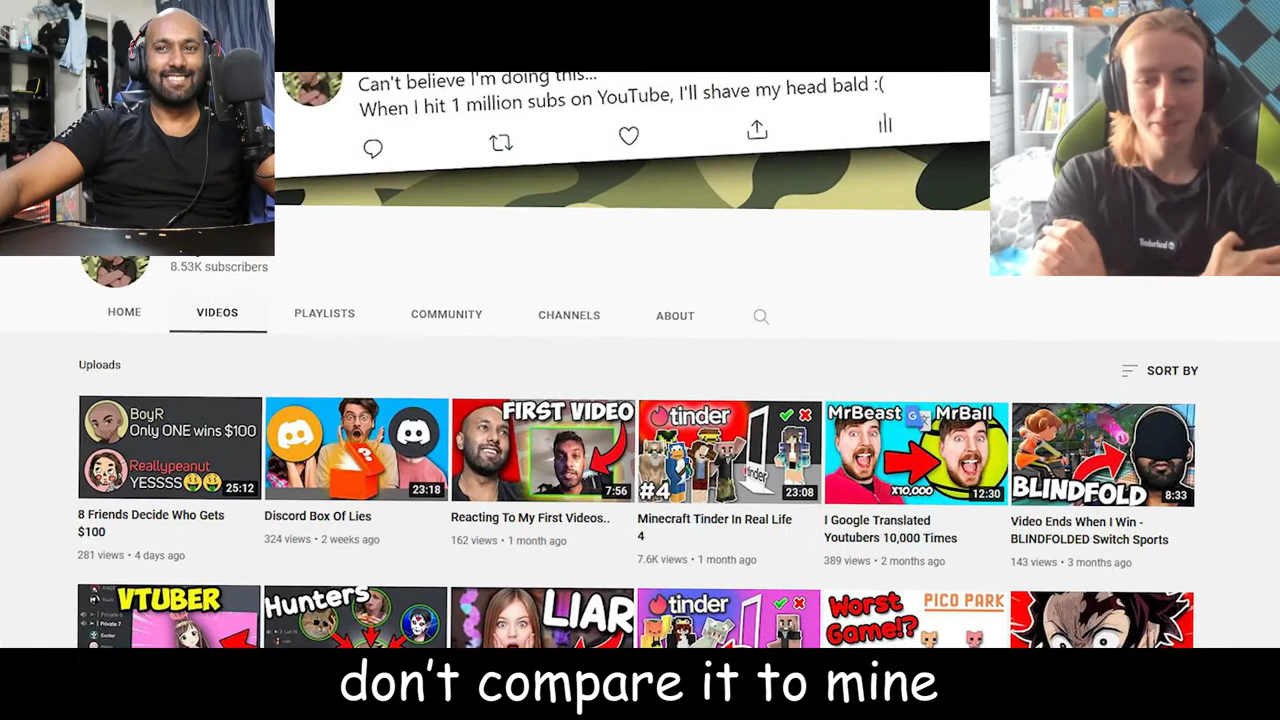 Can't believe I'm doing this...
When I hit 1 million subs on YouTube, I'll shave my head bald :(
Timberland
8.53K subscribers
HOME
VIDEOS
PLAYLISTS
COMMUNITY
CHANNELS
ABOUT
Uploads
SORT BY
BoyR
Only ONE wins $100
Reallypeanut
YESSSS🤑🤑
25:12
?
23:18
FIRST VIDEO
7:56
tinder
tinder
#4
23:08
MrBeast
MrBall
X10,000
12:30
BLINDFOLD
8:33
8 Friends Decide Who Gets
$100
281 views • 4 days ago
Discord Box Of Lies
324 views • 2 weeks ago
Reacting To My First Videos..
162 views • 1 month ago
Minecraft Tinder In Real Life
4
7.6K views • 1 month ago
I Google Translated
Youtubers 10,000 Times
389 views • 2 months ago
Video Ends When I Win -
BLINDFOLDED Switch Sports
143 views • 3 months ago
VTUBER
Private 7
Exoter
Hunters
LIAR
tinder
Worst
Game!?
PICO PARK
don't compare it to mine